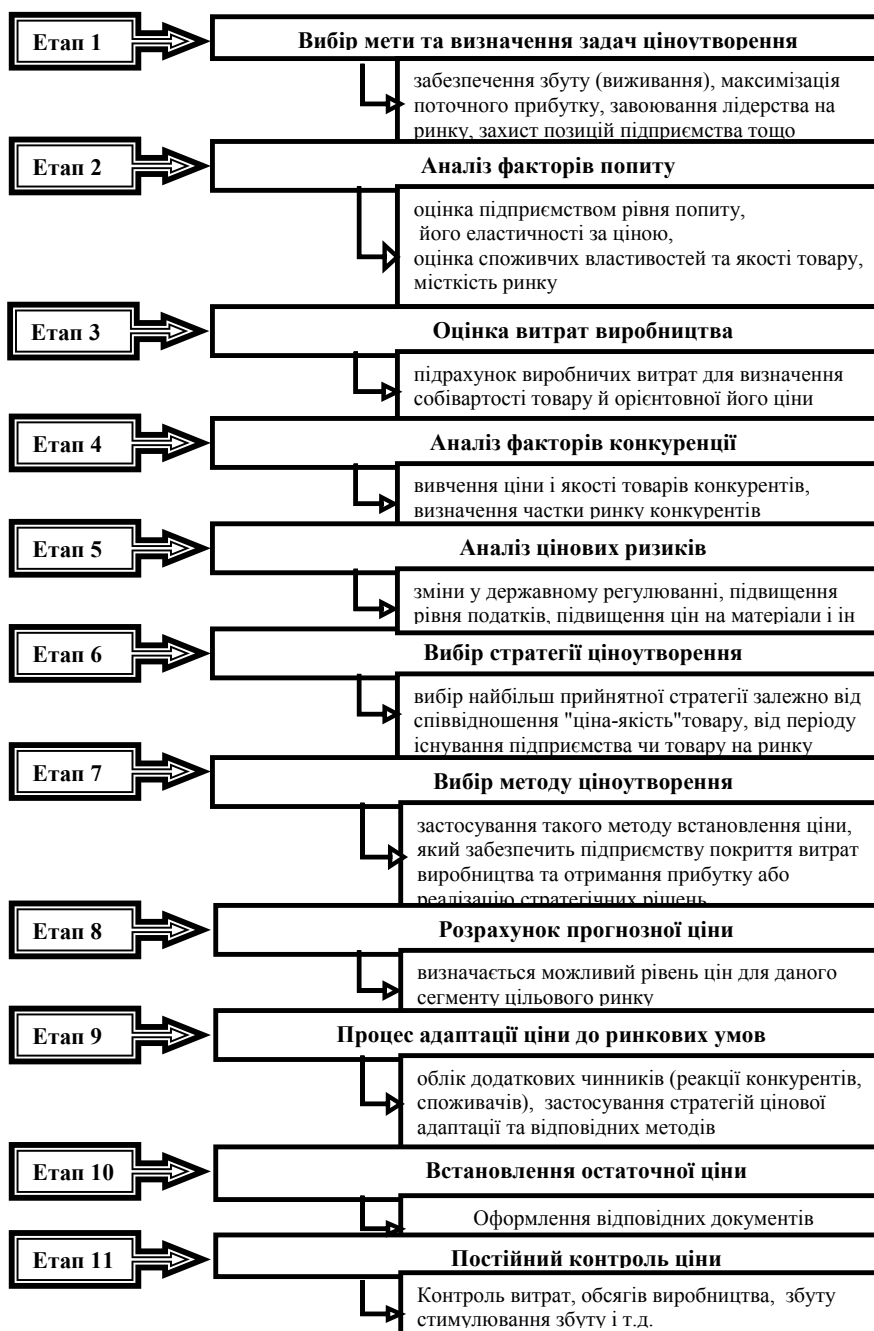 Етап 1
Вибір мети та визначення задач ціноутворення
забезпечення збуту (виживання), максимізація
поточного прибутку, завоювання лідерства на
ринку, захист позицій підприємства тощо
Етап 2
Аналіз факторів попиту
оцінка підприємством рівня попиту,
його еластичності за ціною,
оцінка споживчих властивостей та якості товару,
місткість ринку
Етап 3
Оцінка витрат виробництва
підрахунок виробничих витрат для визначення
собівартості товару й орієнтовної його ціни
Етап 4
Аналіз факторів конкуренції
вивчення ціни і якості товарів конкурентів,
визначення частки ринку конкурентів
Етап 5
Аналіз цінових ризиків
зміни у державному регулюванні, підвищення
рівня податків, підвищення цін на матеріали і ін
Етап 6
Вибір стратегії ціноутворення
вибір найбільш прийнятної стратегії залежно від
співвідношення "ціна-якість"товару, від періоду
існування підприємства чи товару на ринку
Етап 7
Вибір методу ціноутворення
застосування такого методу встановлення ціни,
який забезпечить підприємству покриття витрат
виробництва та отримання прибутку або
реалізацію стратегічних рішень
Етап 8
Розрахунок прогнозної ціни
визначається можливий рівень цін для даного
сегменту цільового ринку
Етап 9
Процес адаптації ціни до ринкових умов
облік додаткових чинників (реакції конкурентів,
споживачів), застосування стратегій цінової
адаптації та відповідних методів
Етап 10
Встановлення остаточної ціни
Оформлення відповідних документів
Етап 11
Постійний контроль ціни
Контроль витрат, обсягів виробництва, збуту
стимулювання збуту і т.д.